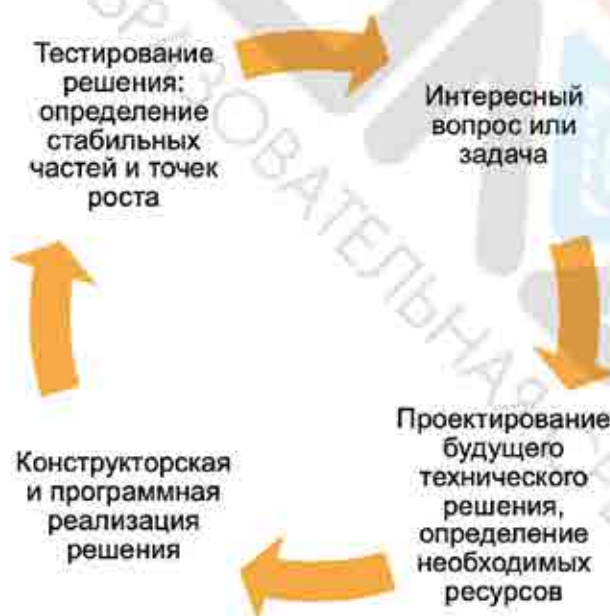 Тестирование
решения:
определение
стабильных
частей и точек
роста
Интересный
вопрос или
задача
Проектирование
будущего
технического
решения,
определение
необходимых
ресурсов
Конструкторская
и программная
реализация
решения